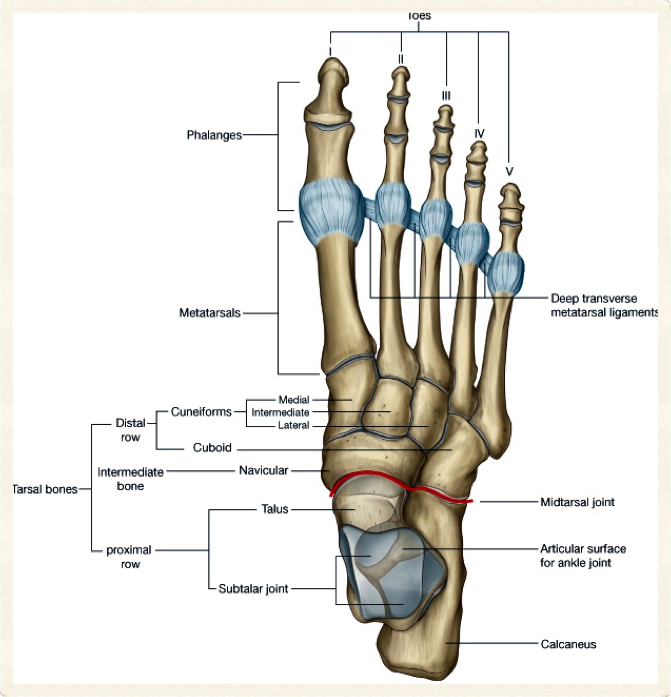 Toes
I
II
III
IV
V
Phalanges
Metatarsals
Deep transverse
metatarsal ligaments
Medial
Cuneiforms
Intermediate
Lateral
Distal
row
Cuboid
Intermediate
bone
Navicular
Tarsal bones
Talus
Midtarsal joint
proximal
row
Articular surface
for ankle joint
Subtalar joint
Calcaneus